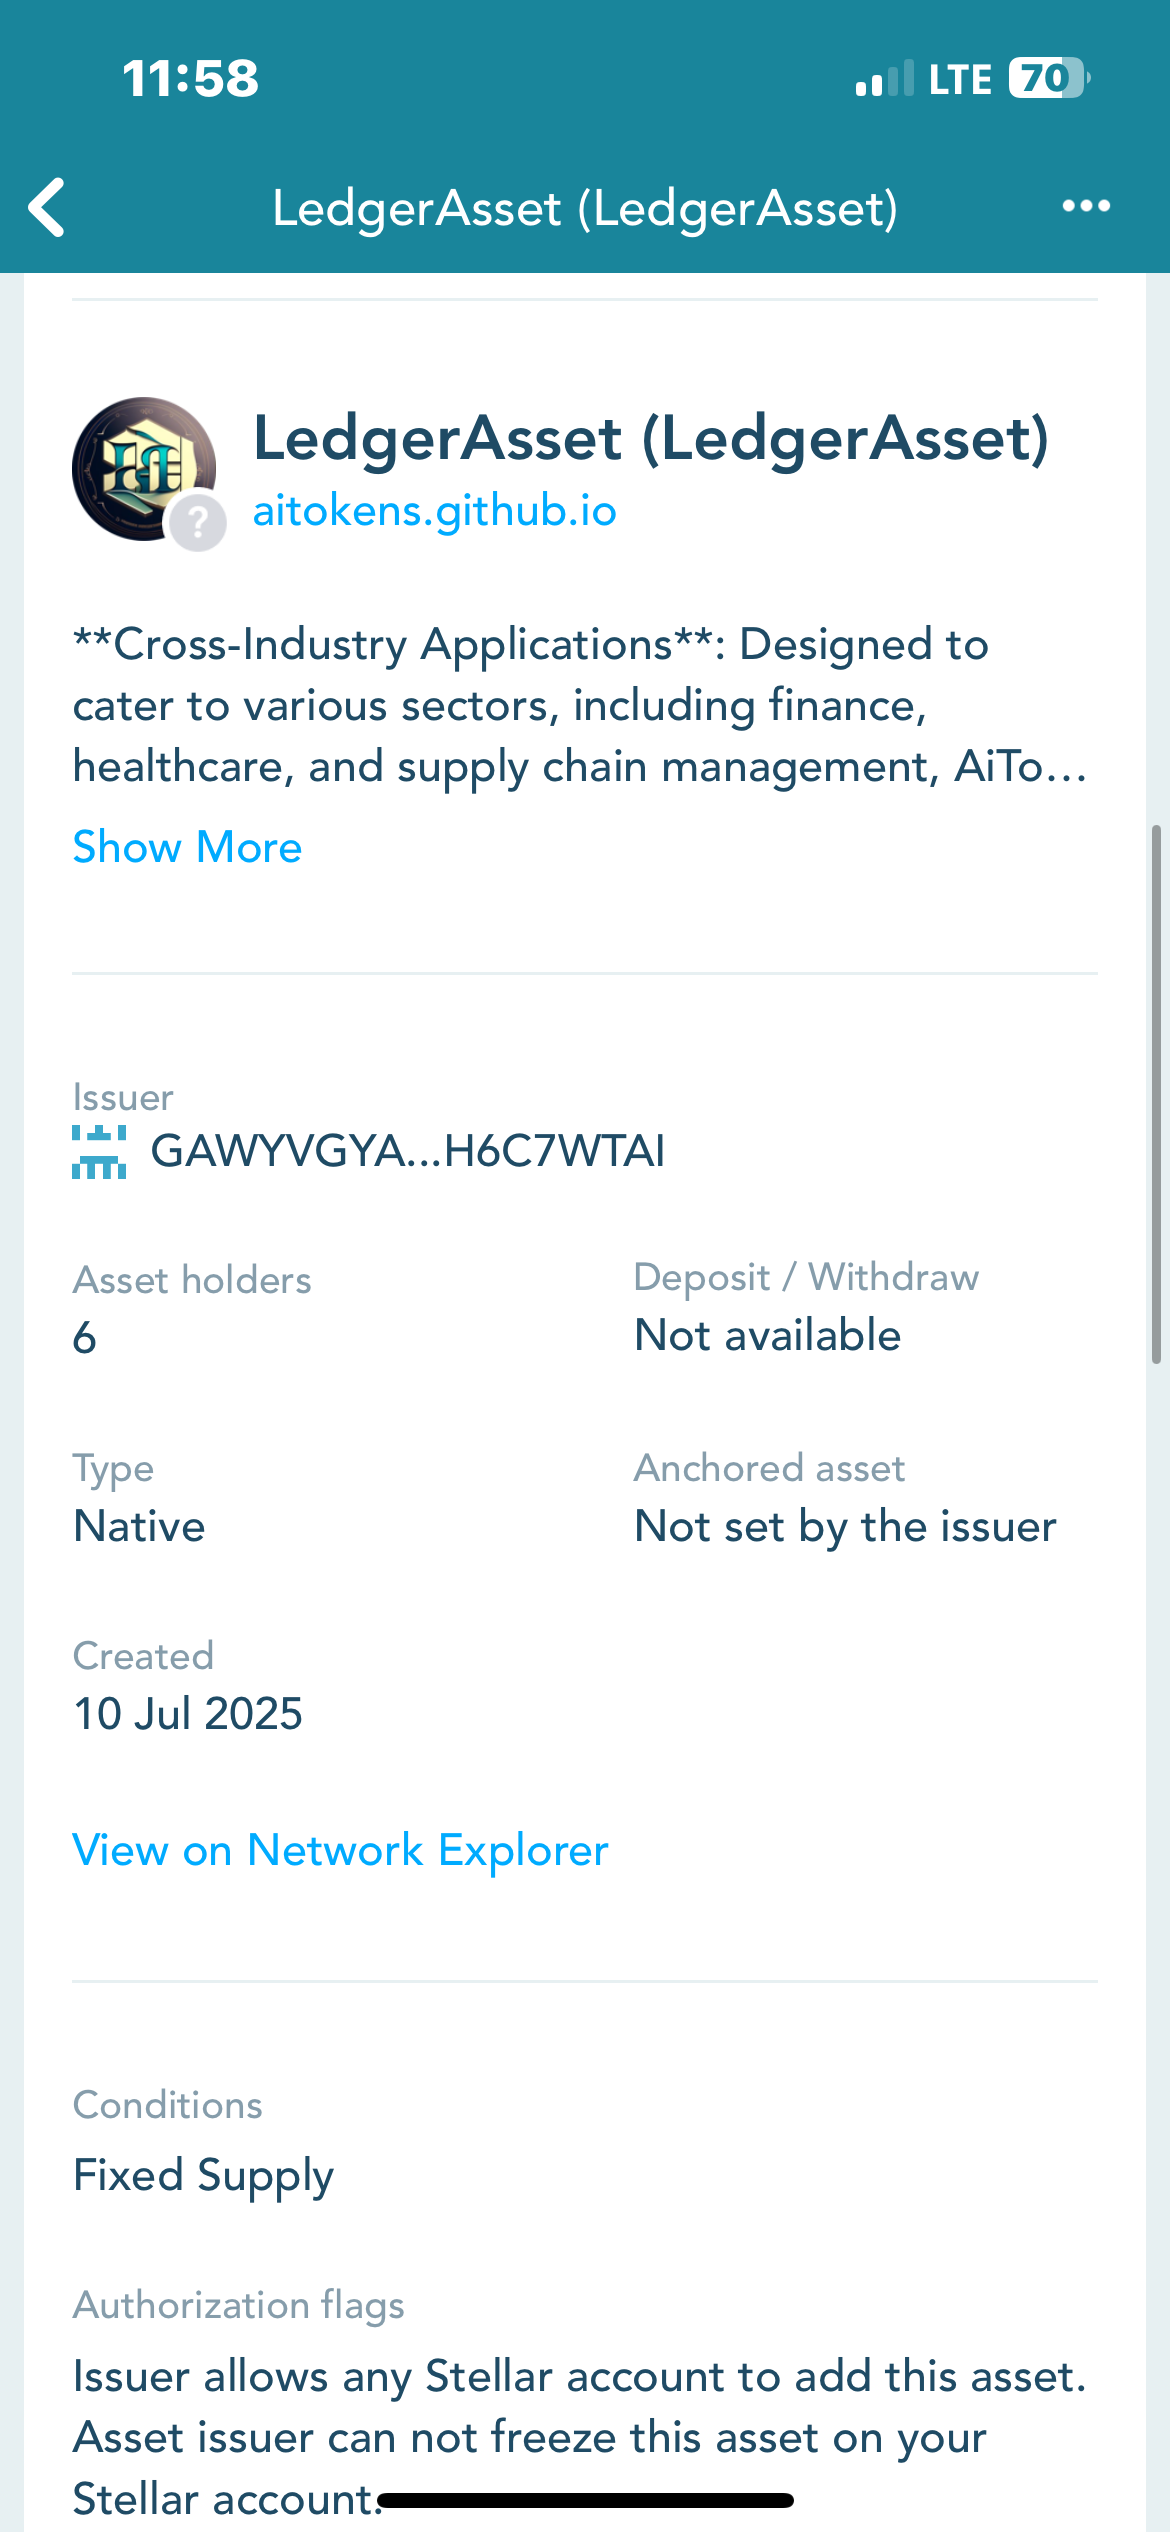 11:58
LTE 70
LedgerAsset (LedgerAsset)
LedgerAsset (LedgerAsset)
aitokens.github.io
?
**Cross-Industry Applications**: Designed to
cater to various sectors, including finance,
healthcare, and supply chain management, AiTo...
Show More
Issuer
GAWYVGYA...H6C7WTAI
Asset holders
6
Deposit / Withdraw
Not available
Type
Native
Anchored asset
Not set by the issuer
Created
10 Jul 2025
View on Network Explorer
Conditions
Fixed Supply
Authorization flags
Issuer allows any Stellar account to add this asset.
Asset issuer can not freeze this asset on your
Stellar account.